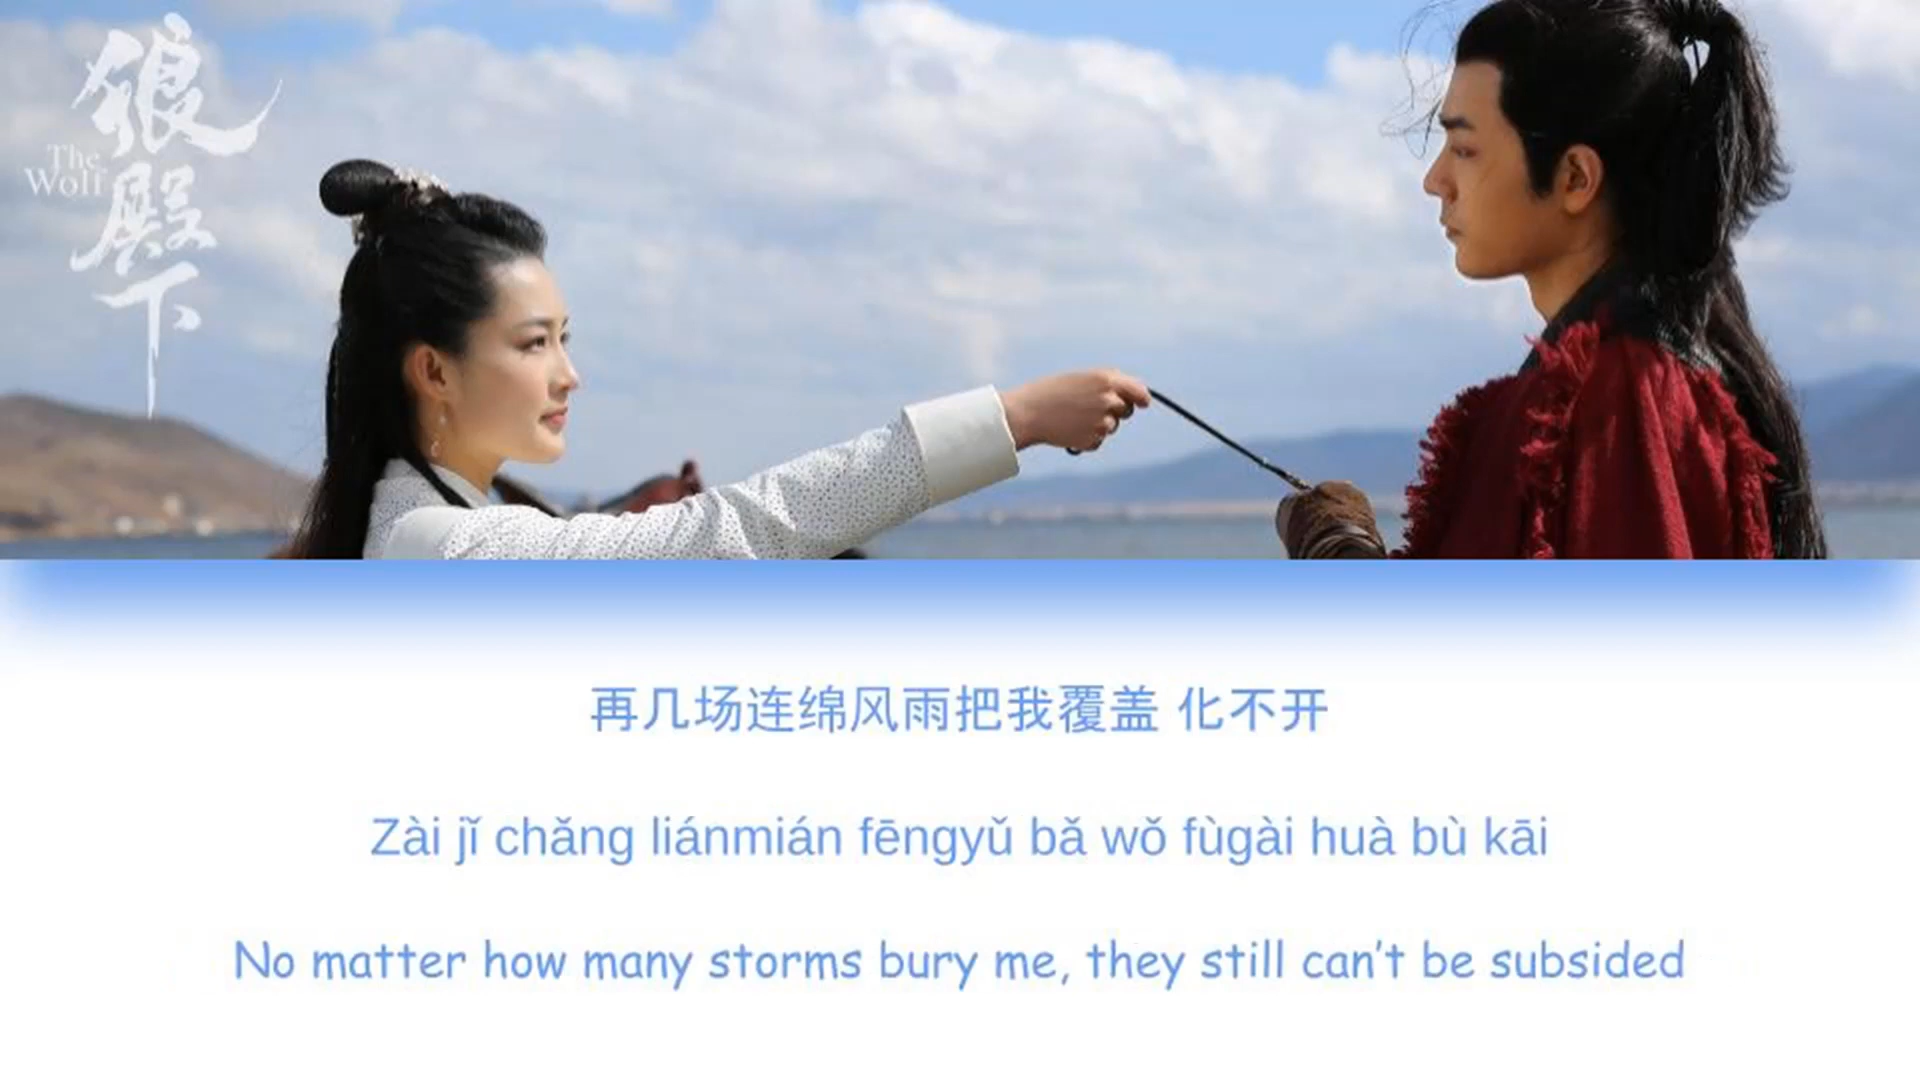 狼殿下
The
Wolf
再几场连绵风雨把我覆盖 化不开
Zài jǐ chǎng liánmián fēngyǔ bǎ wǒ fùgài huà bù kāi
No matter how many storms bury me, they still can't be subsided